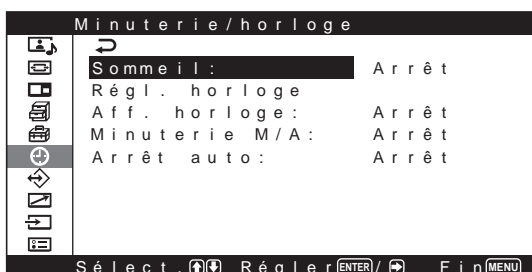 Minuterie/horloge
Sommeil: Arrêt
Régl. horloge
Aff. horloge: Arrêt
Minuterie M/A: Arrêt
Arrêt auto: Arrêt
Sélect. Régler ENTER / Fin MENU